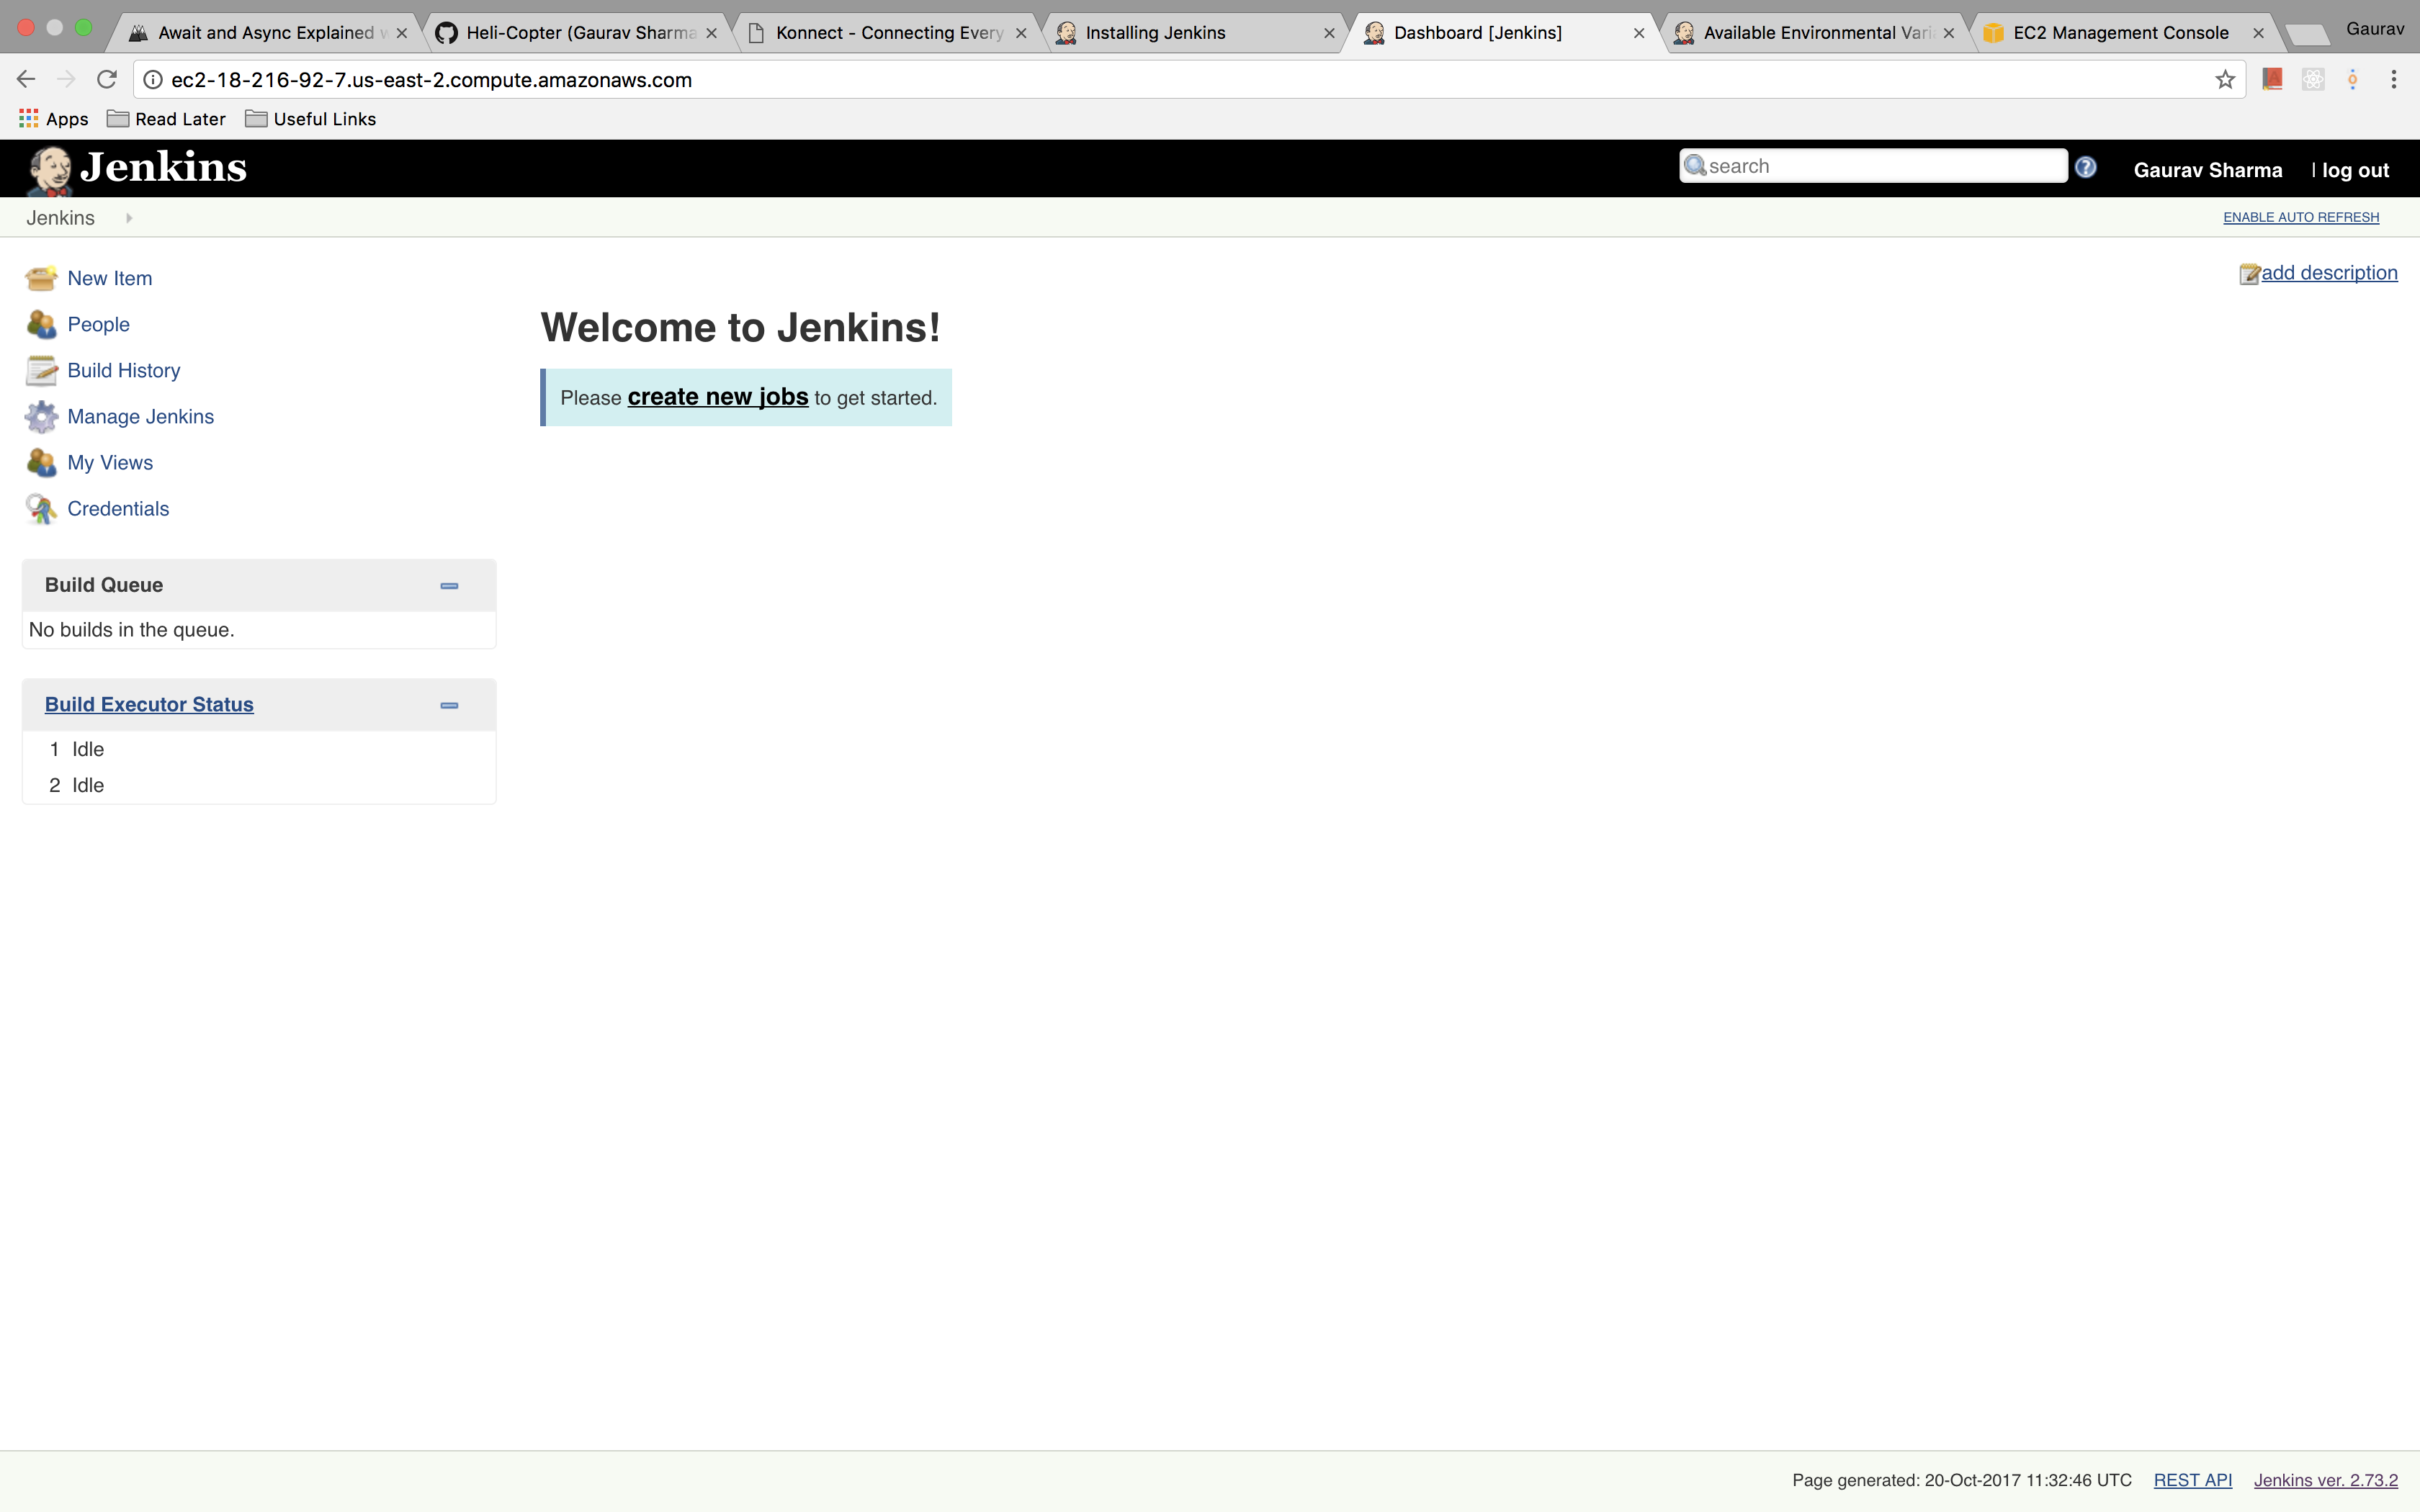 Await and Async Explained w
Heli-Copter (Gaurav Sharma
Konnect - Connecting Every
Installing Jenkins
Dashboard [Jenkins]
Available Environmental Vari
EC2 Management Console
Gaurav
ec2-18-216-92-7.us-east-2.compute.amazonaws.com
Apps
Read Later
Useful Links
Jenkins
search
Gaurav Sharma
| log out
Jenkins
ENABLE AUTO REFRESH
New Item
People
Build History
Manage Jenkins
My Views
Credentials
add description
Welcome to Jenkins!
Please create new jobs to get started.
Build Queue
No builds in the queue.
Build Executor Status
1 Idle
2 Idle
Page generated: 20-Oct-2017 11:32:46 UTC
REST API
Jenkins ver. 2.73.2